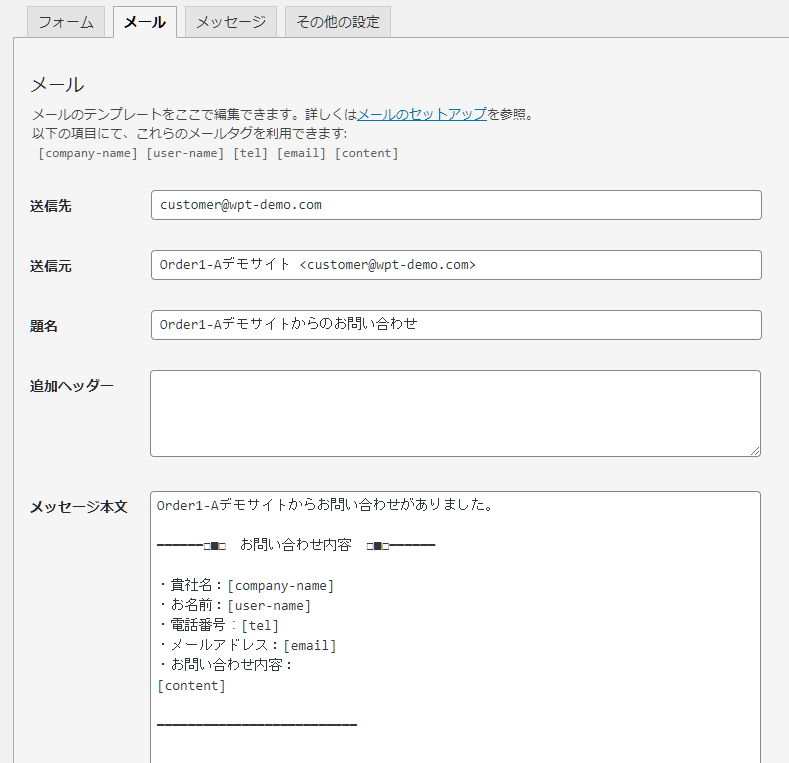 フォーム メール メッセージ その他の設定
メール
メールのテンプレートをここで編集できます。詳しくはメールのセットアップを参照。
以下の項目にて、これらのメールタグを利用できます:
[company-name] [user-name] [tel] [email] [content]
送信先 customer@wpt-demo.com
送信元 Order1-Aデモサイト <customer@wpt-demo.com>
題名 Order1-Aデモサイトからのお問い合わせ
追加ヘッダー
メッセージ本文 Order1-Aデモサイトからお問い合わせがありました。
━━━━━━□■□　お問い合わせ内容　□■□━━━━━━
・貴社名：[company-name]
・お名前：[user-name]
・電話番号：[tel]
・メールアドレス：[email]
・お問い合わせ内容：
[content]
━━━━━━━━━━━━━━━━━━━━━━━━━━